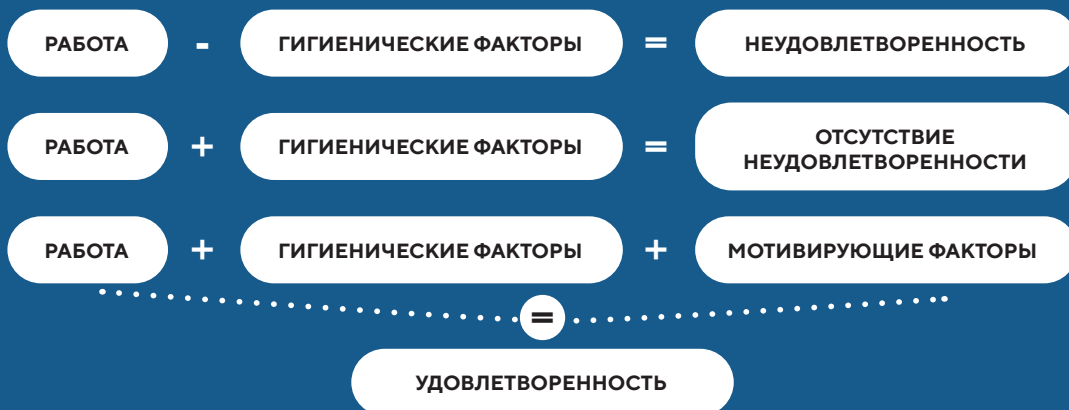 РАБОТА - ГИГИЕНИЧЕСКИЕ ФАКТОРЫ = НЕУДОВЛЕТВОРЕННОСТЬ
РАБОТА + ГИГИЕНИЧЕСКИЕ ФАКТОРЫ = ОТСУТСТВИЕ
НЕУДОВЛЕТВОРЕННОСТИ
РАБОТА + ГИГИЕНИЧЕСКИЕ ФАКТОРЫ + МОТИВИРУЮЩИЕ ФАКТОРЫ
=
УДОВЛЕТВОРЕННОСТЬ